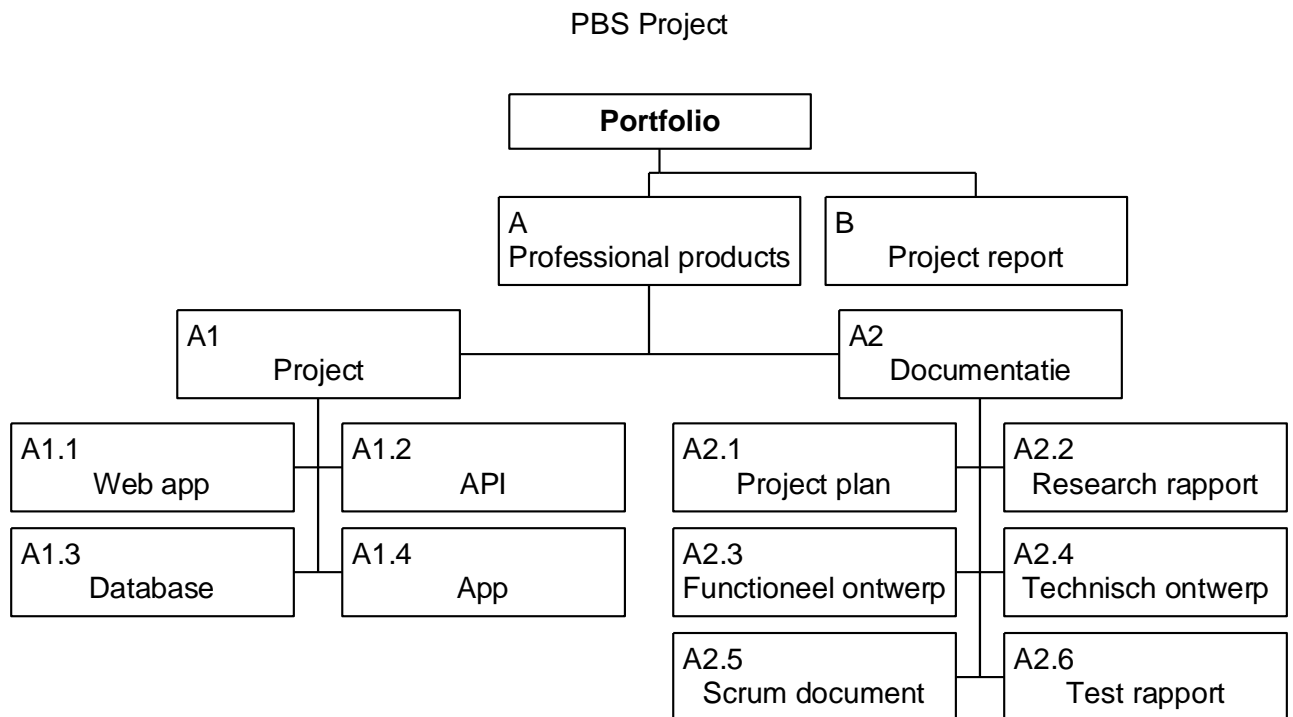 PBS Project
Portfolio
A
Professional products
B
Project report
A1
Project
A2
Documentatie
A1.1
Web app
A1.2
API
A2.1
Project plan
A2.2
Research rapport
A1.3
Database
A1.4
App
A2.3
Functioneel ontwerp
A2.4
Technisch ontwerp
A2.5
Scrum document
A2.6
Test rapport